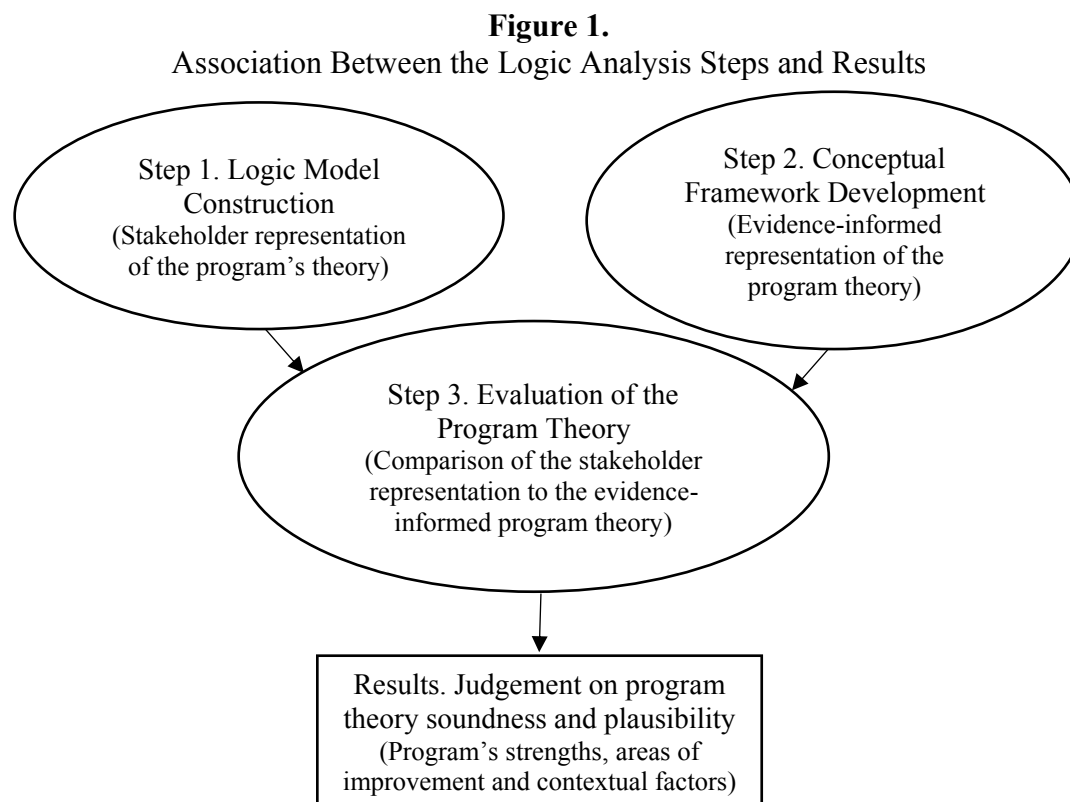 Figure 1.
Association Between the Logic Analysis Steps and Results
Step 1. Logic Model
Construction
(Stakeholder representation
of the program’s theory)
Step 2. Conceptual
Framework Development
(Evidence-informed
representation of the
program theory)
Step 3. Evaluation of the
Program Theory
(Comparison of the stakeholder
representation to the evidence-
informed program theory)
Results. Judgement on program
theory soundness and plausibility
(Program’s strengths, areas of
improvement and contextual factors)